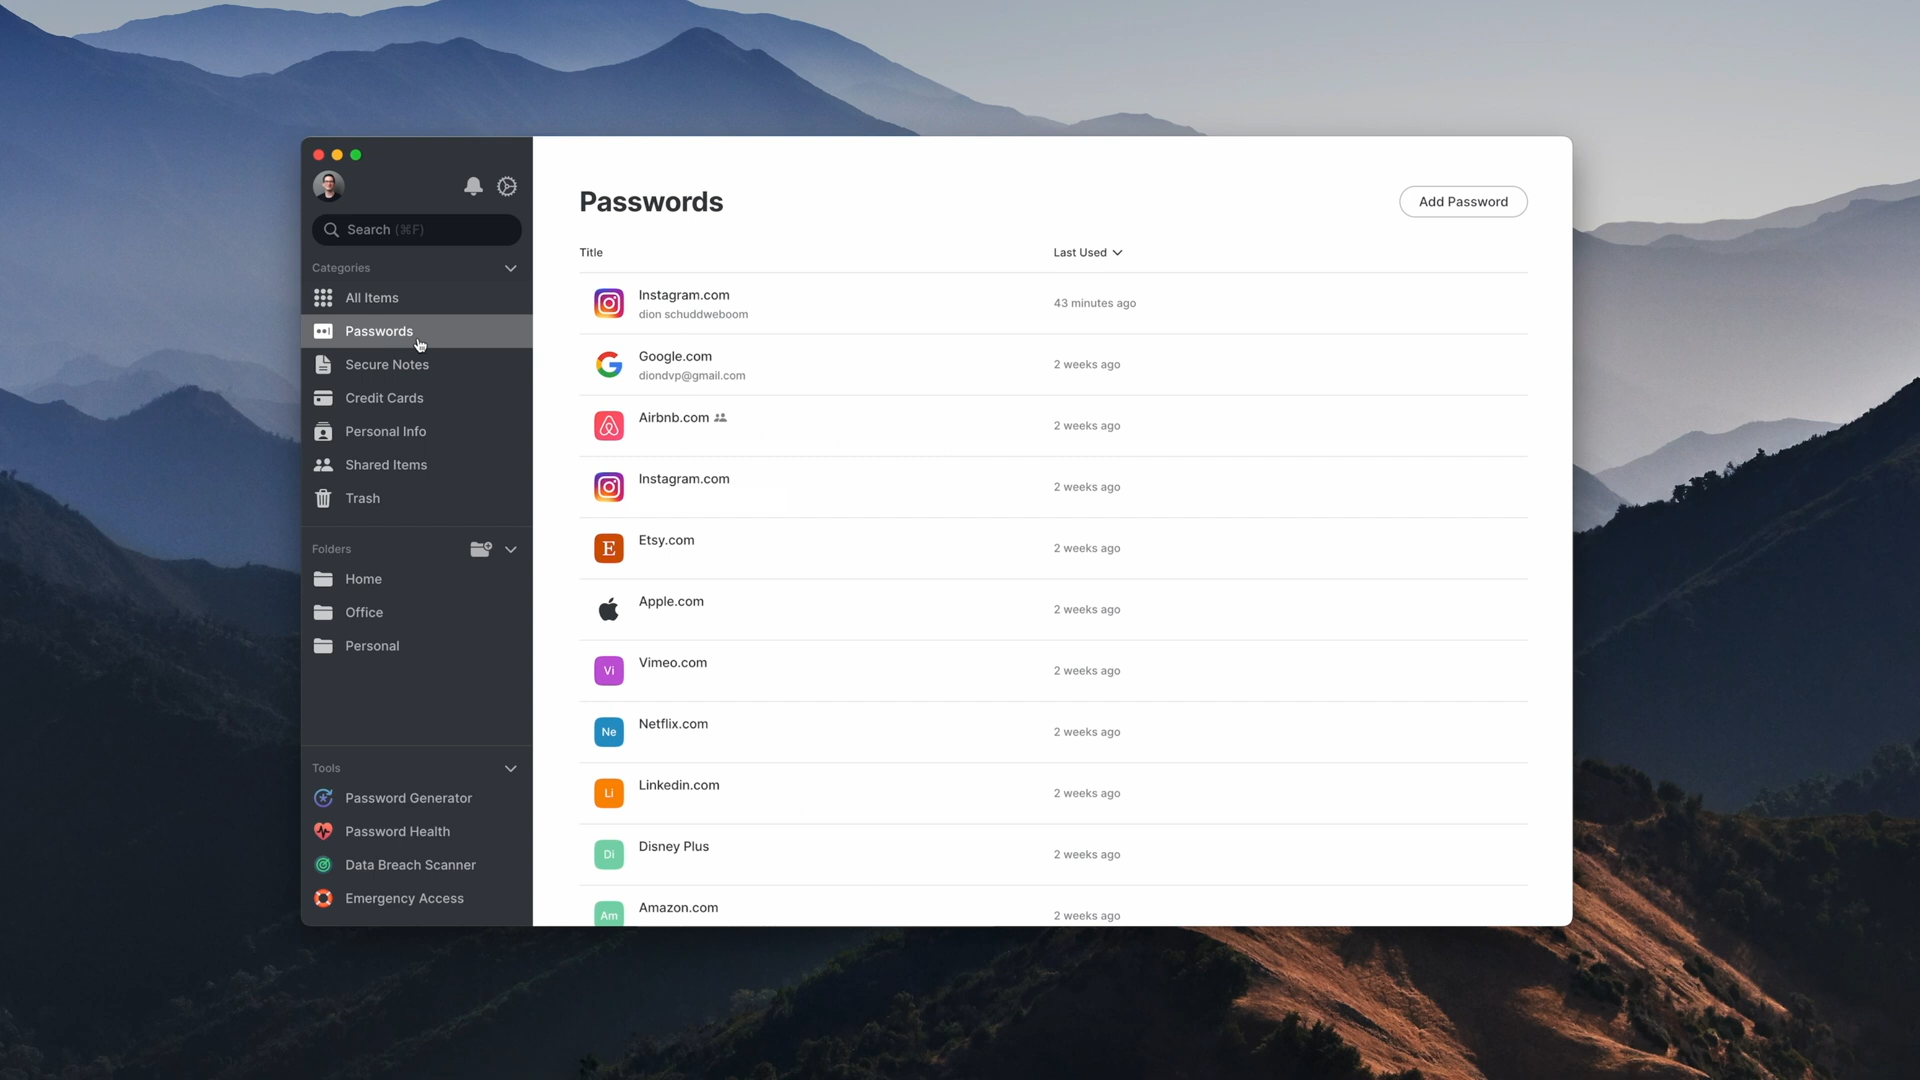 Search (⌘F)
Categories
All Items
Passwords
Secure Notes
Credit Cards
Personal Info
Shared Items
Trash
Folders
Home
Office
Personal
Tools
Password Generator
Password Health
Data Breach Scanner
Emergency Access
Passwords
Add Password
Title Last Used
Instagram.com
dion schuddweboom
43 minutes ago
Google.com
diondvp@gmail.com
2 weeks ago
Airbnb.com
2 weeks ago
Instagram.com
2 weeks ago
E Etsy.com
2 weeks ago
Apple.com
2 weeks ago
Vi Vimeo.com
2 weeks ago
Ne Netflix.com
2 weeks ago
Li Linkedin.com
2 weeks ago
Di Disney Plus
2 weeks ago
Am Amazon.com
2 weeks ago